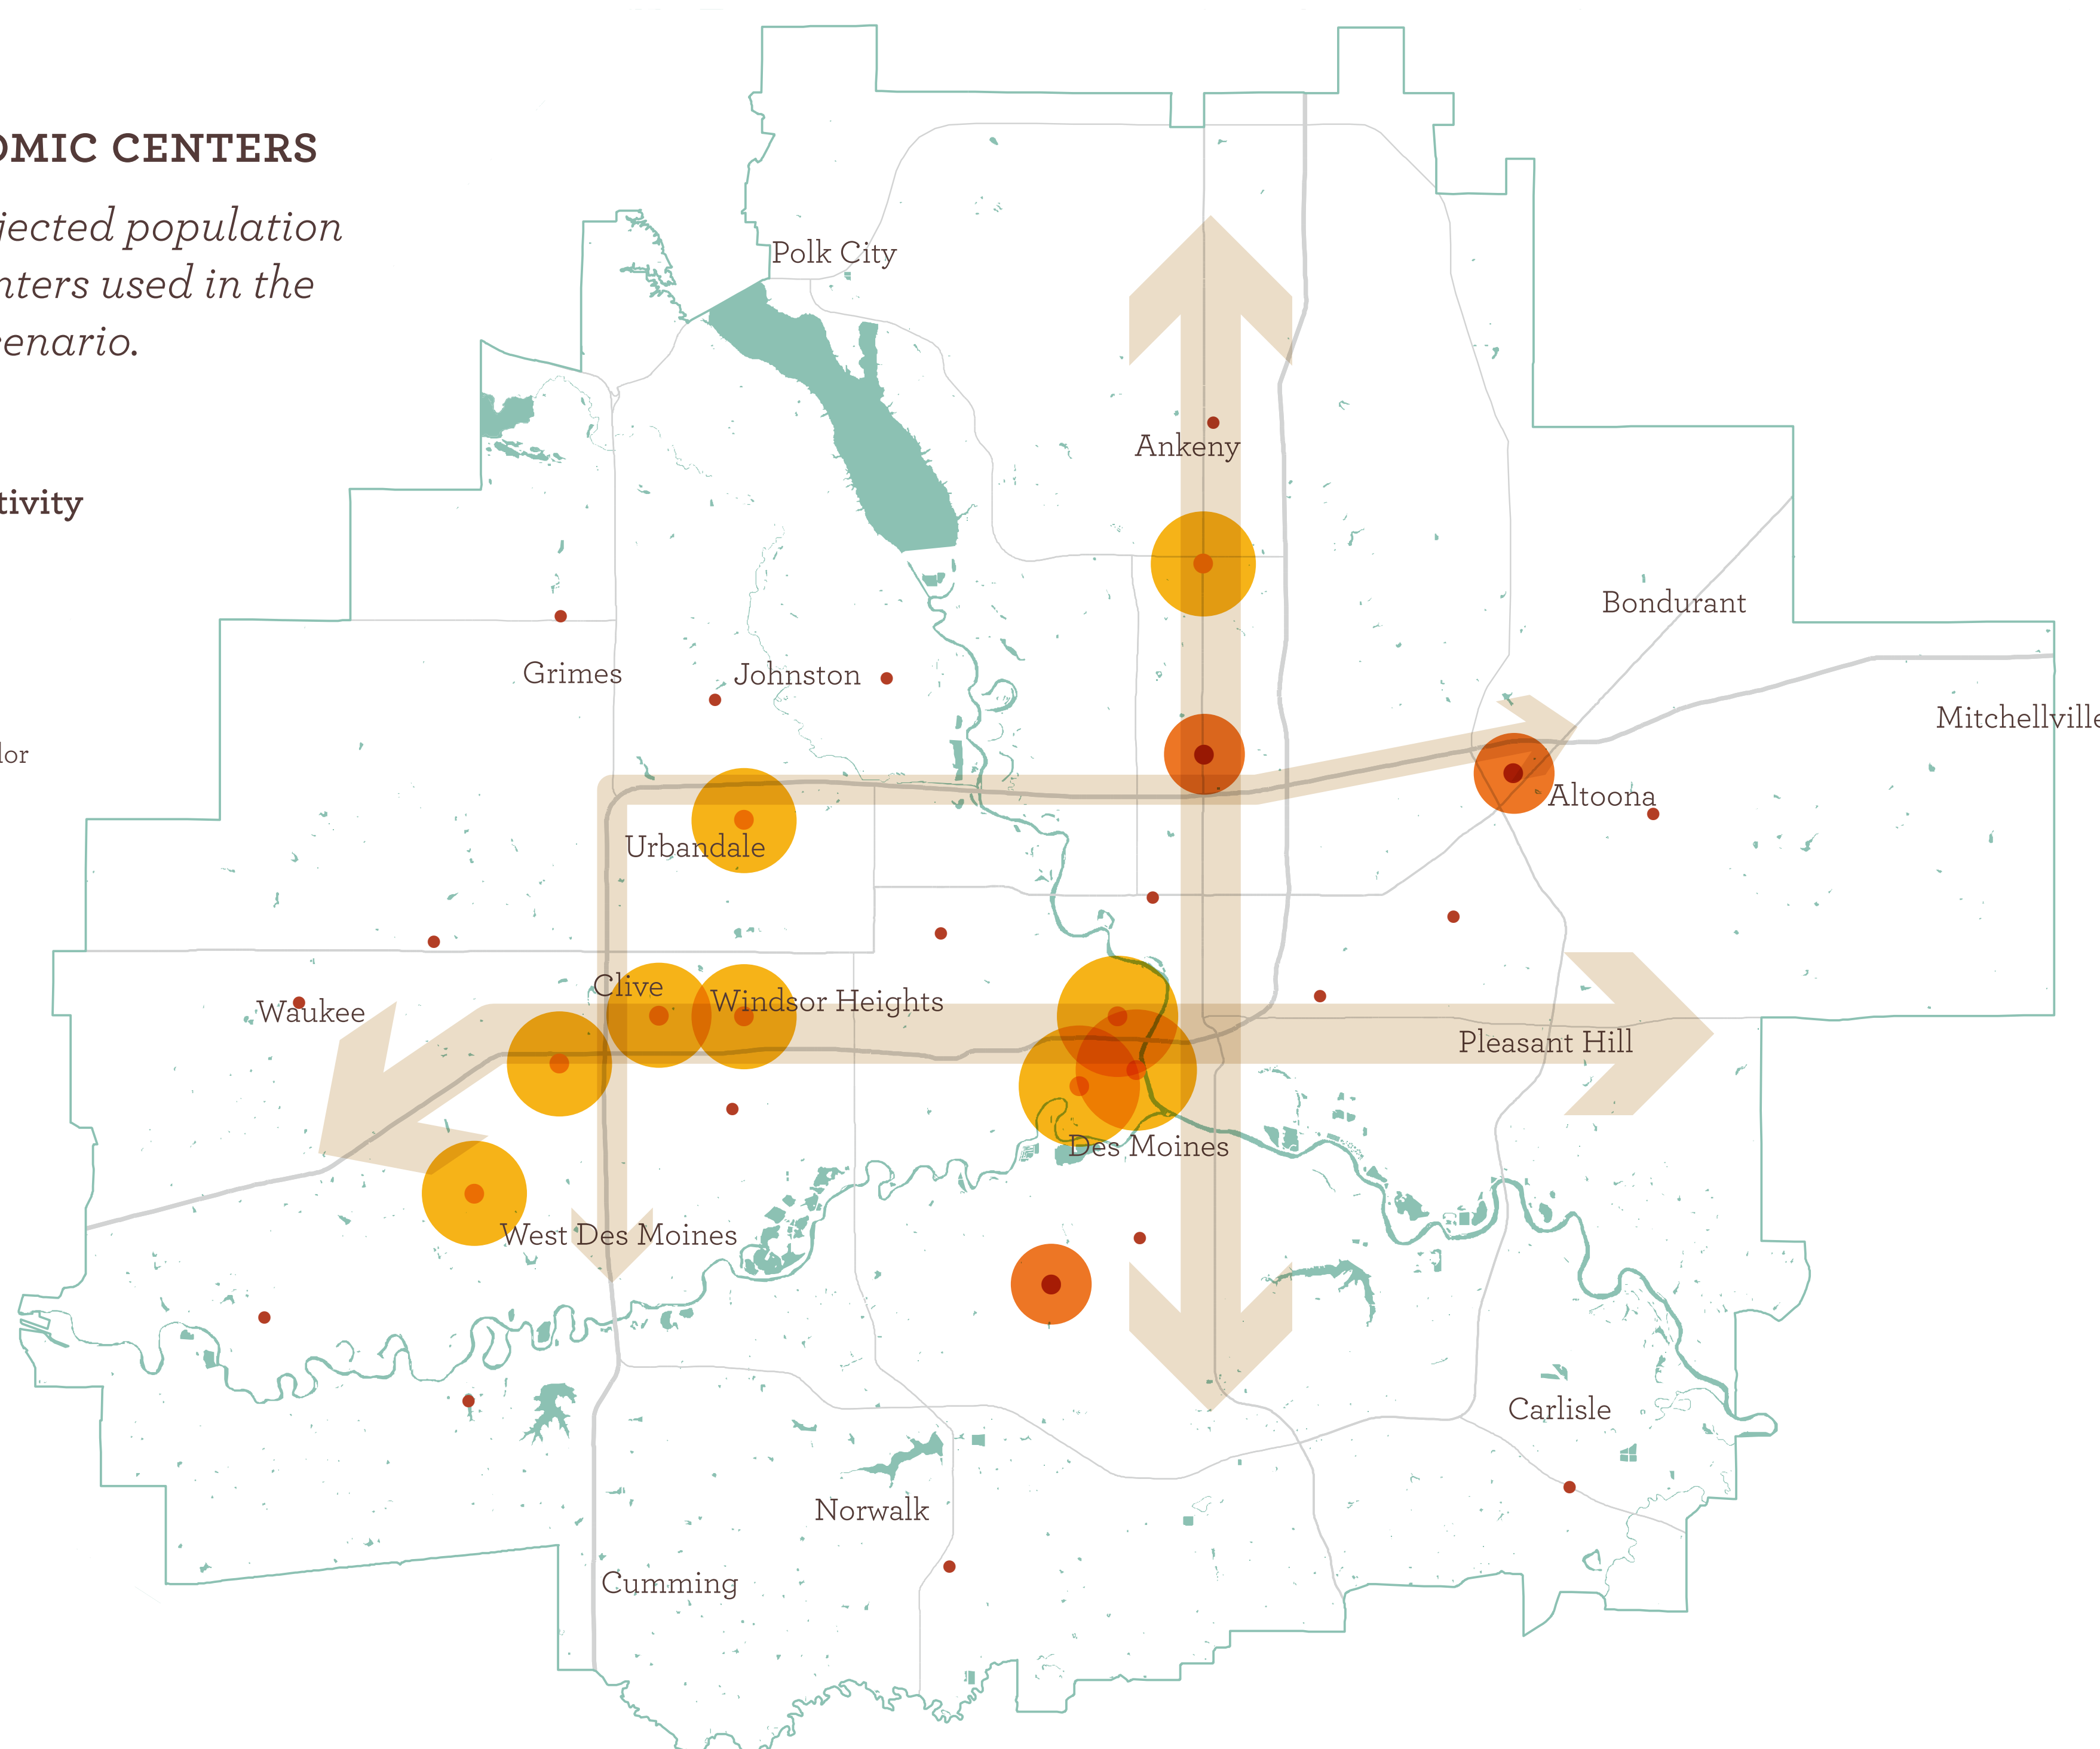 OMIC CENTERS
jected population
nters used in the
cenario.
tivity
lor
Polk City
Ankeny
Bondurant
Grimes
Johnston
Mitchellville
Altoona
Urbandale
Clive
Windsor Heights
Waukee
Pleasant Hill
Des Moines
West Des Moines
Carlisle
Norwalk
Cumming